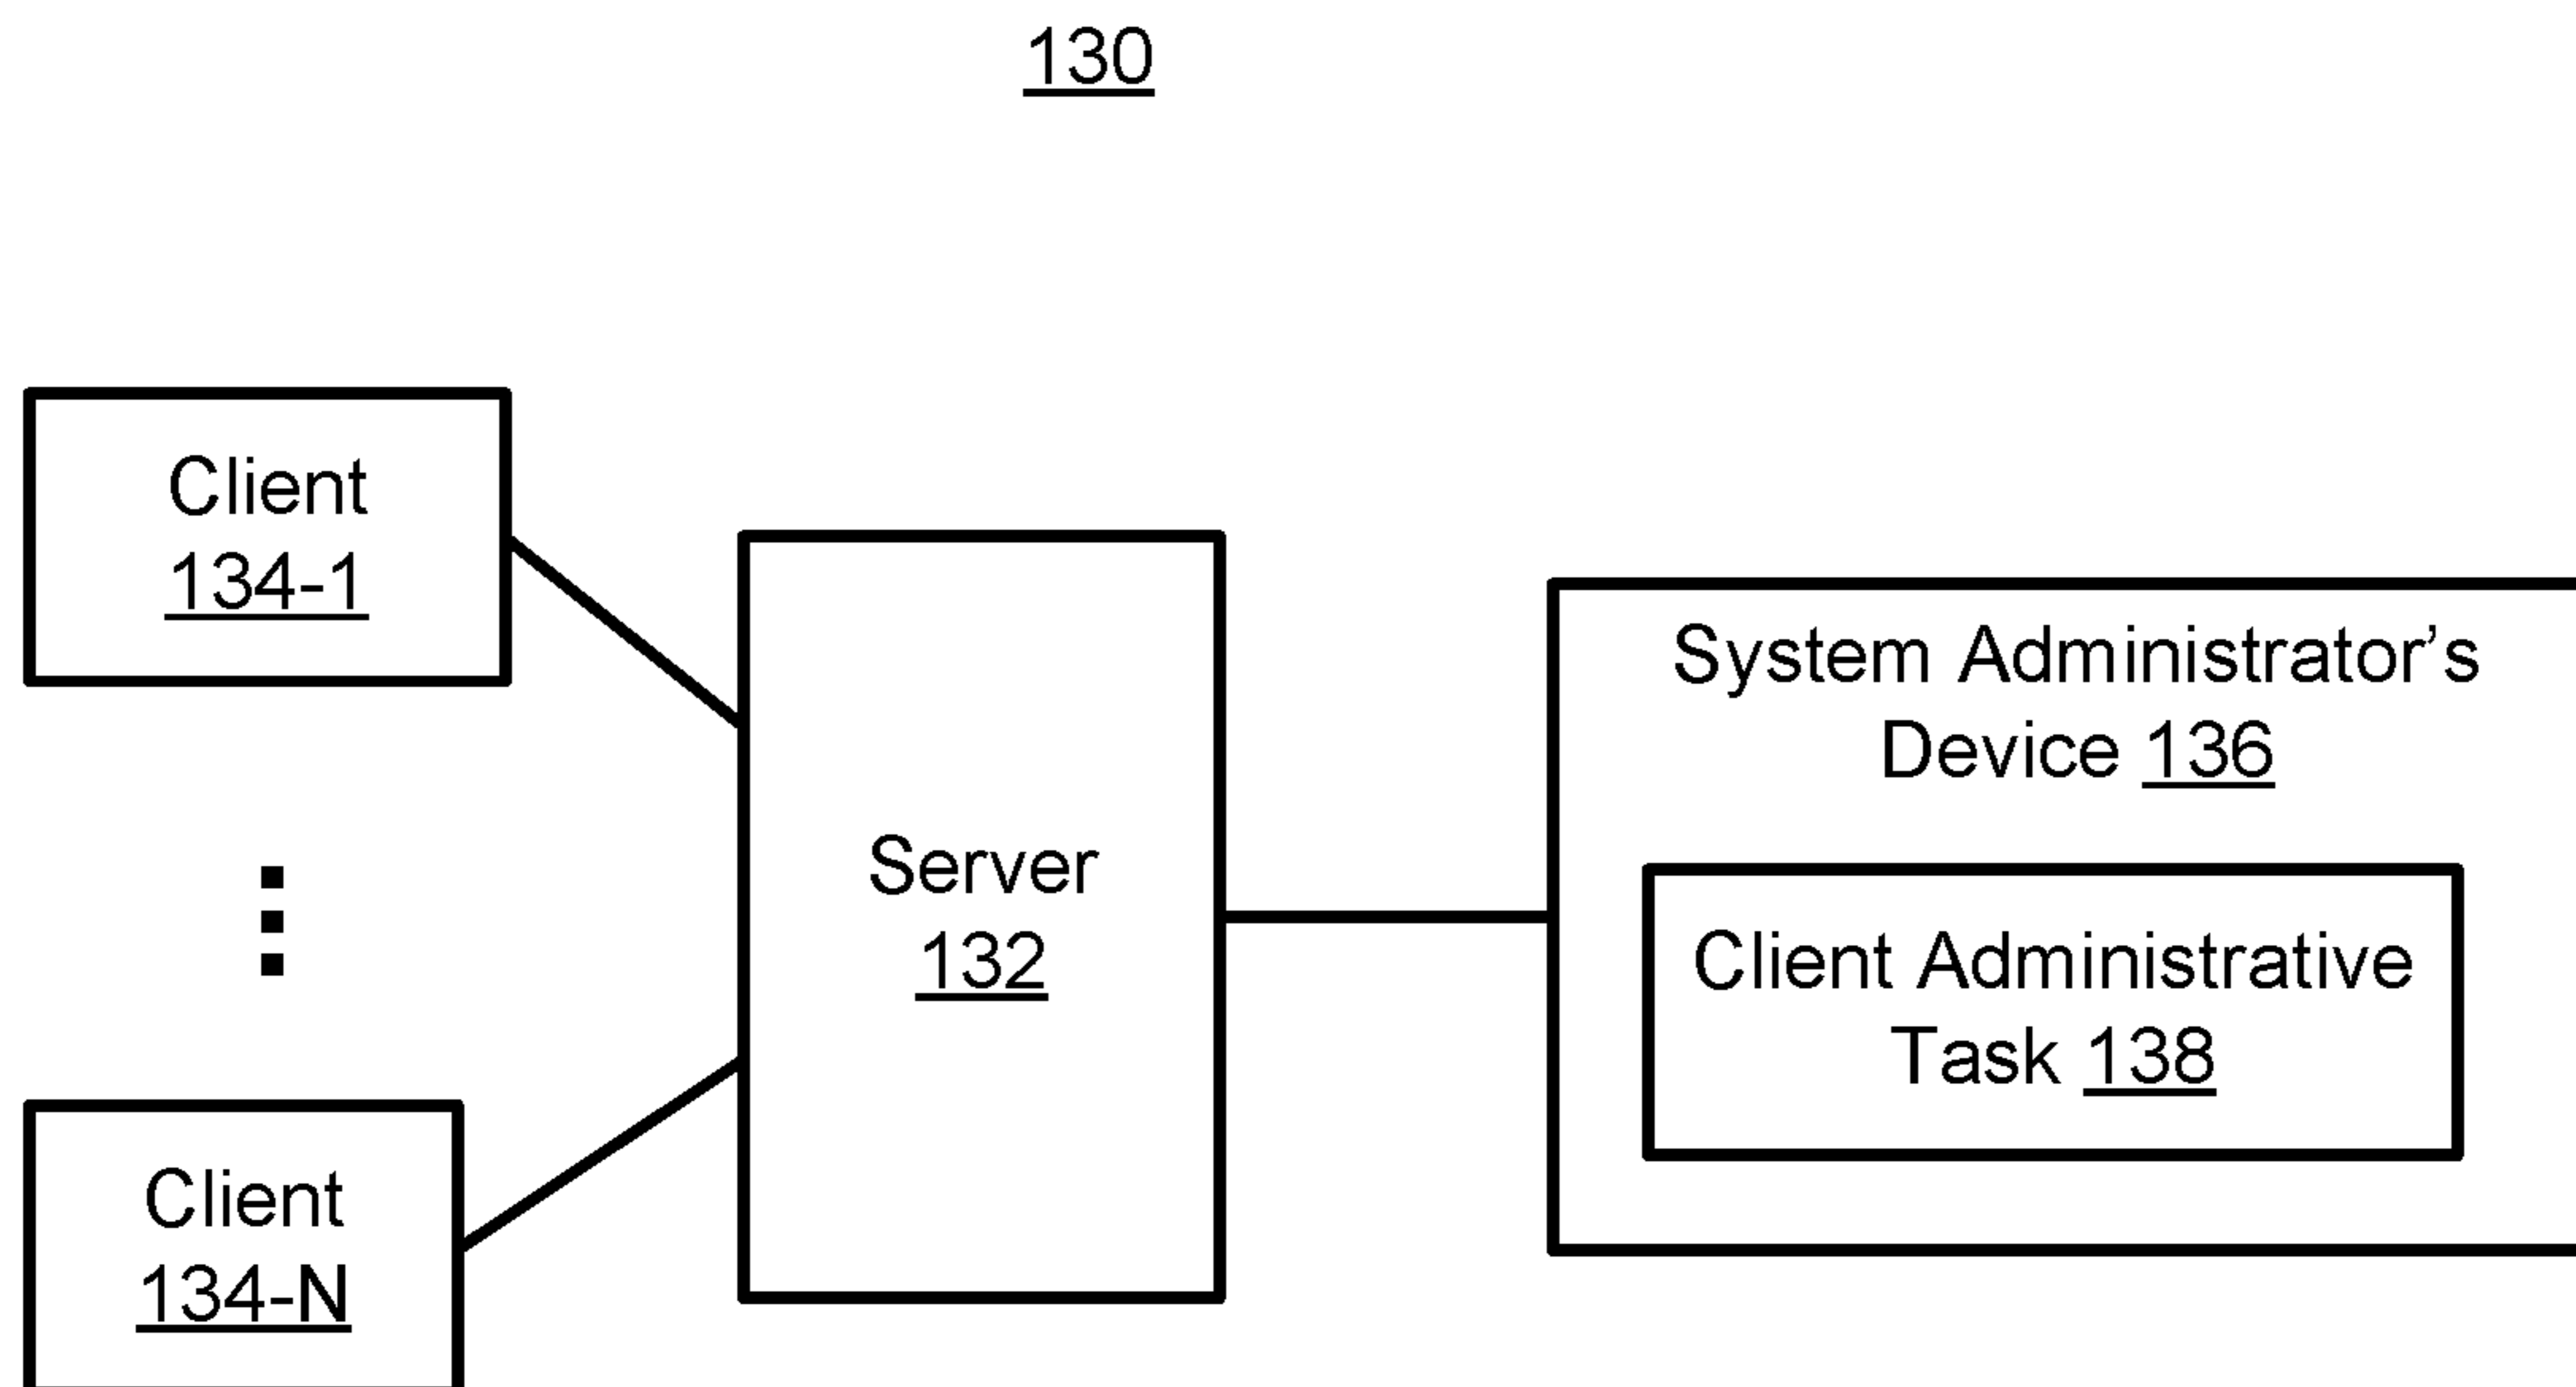 130
Client
134-1
Server
132
Client
134-N
System Administrator’s
Device 136
Client Administrative
Task 138